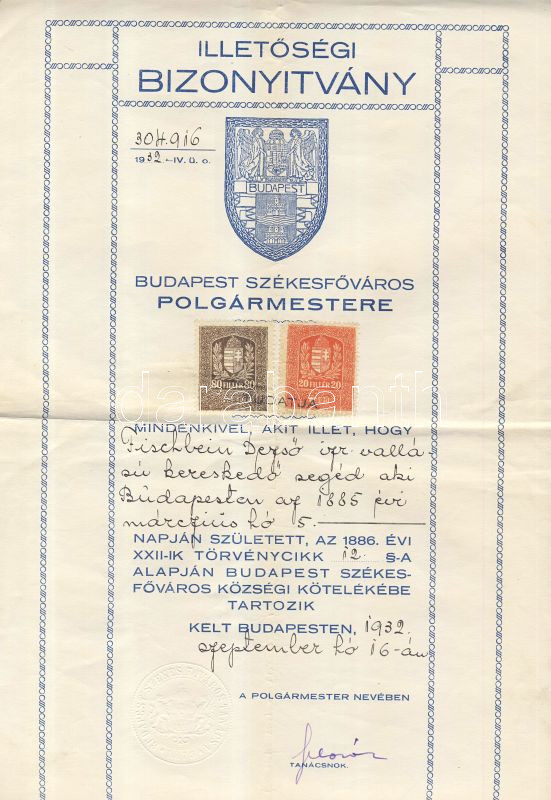 ILLETŐSÉGI
BIZONYITVÁNY
304.916
1932.-IV. ü. o.
BUDAPEST
BUDAPEST SZÉKESFŐVÁROS
POLGÁRMESTERE
80 FILLÉR 80
20 FILLÉR 20
TUDATJA
darabanth
MINDENKIVEL, AKIT ILLET, HOGY
Fischbein Dezső izr. vallá-
sú kereskedő segéd aki
Budapesten az 1885 évi
márczius hó 5.
NAPJÁN SZÜLETETT, AZ 1886. ÉVI
XXII-IK TÖRVÉNYCIKK 12. §-A
ALAPJÁN BUDAPEST SZÉKES-
FŐVÁROS KÖZSÉGI KÖTELÉKÉBE
TARTOZIK
KELT BUDAPESTEN, 1932.
szeptember hó 16-án
A POLGÁRMESTER NEVÉBEN
TANÁCSNOK.